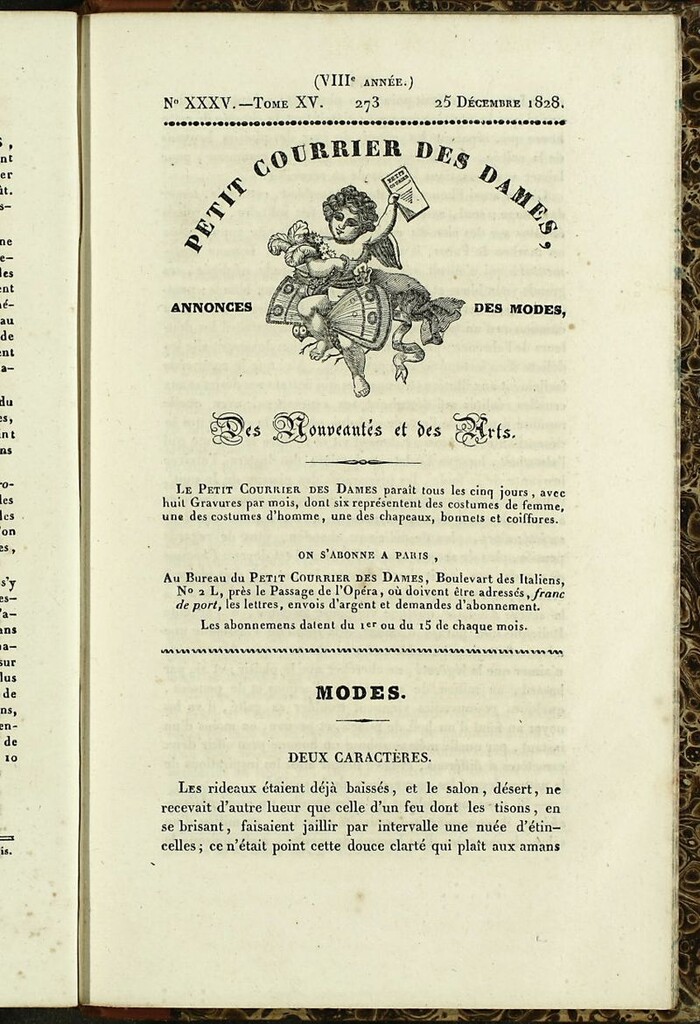 (VIIIe ANNÉE.)
No XXXV.—TOME XV. 273 25 DÉCEMBRE 1828.
PETIT COURRIER DES DAMES,
ANNONCES DES MODES,
Des Nouveautés et des Arts.
LE PETIT COURRIER DES DAMES paraît tous les cinq jours, avec
huit Gravures par mois, dont six représentent des costumes de femme,
une des costumes d'homme, une des chapeaux, bonnets et coiffures.
ON S'ABONNE A PARIS,
Au Bureau du PETIT COURRIER DES DAMES, Boulevart des Italiens,
No 2 L, près le Passage de l'Opéra, où doivent être adressés, franc
de port, les lettres, envois d'argent et demandes d'abonnement.
Les abonnemens datent du 1er ou du 15 de chaque mois.
MODES.
DEUX CARACTÈRES.
LES rideaux étaient déjà baissés, et le salon, désert, ne
recevait d'autre lueur que celle d'un feu dont les tisons, en
se brisant, faisaient jaillir par intervalle une nuée d'étin-
celles; ce n'était point cette douce clarté qui plaît aux amans